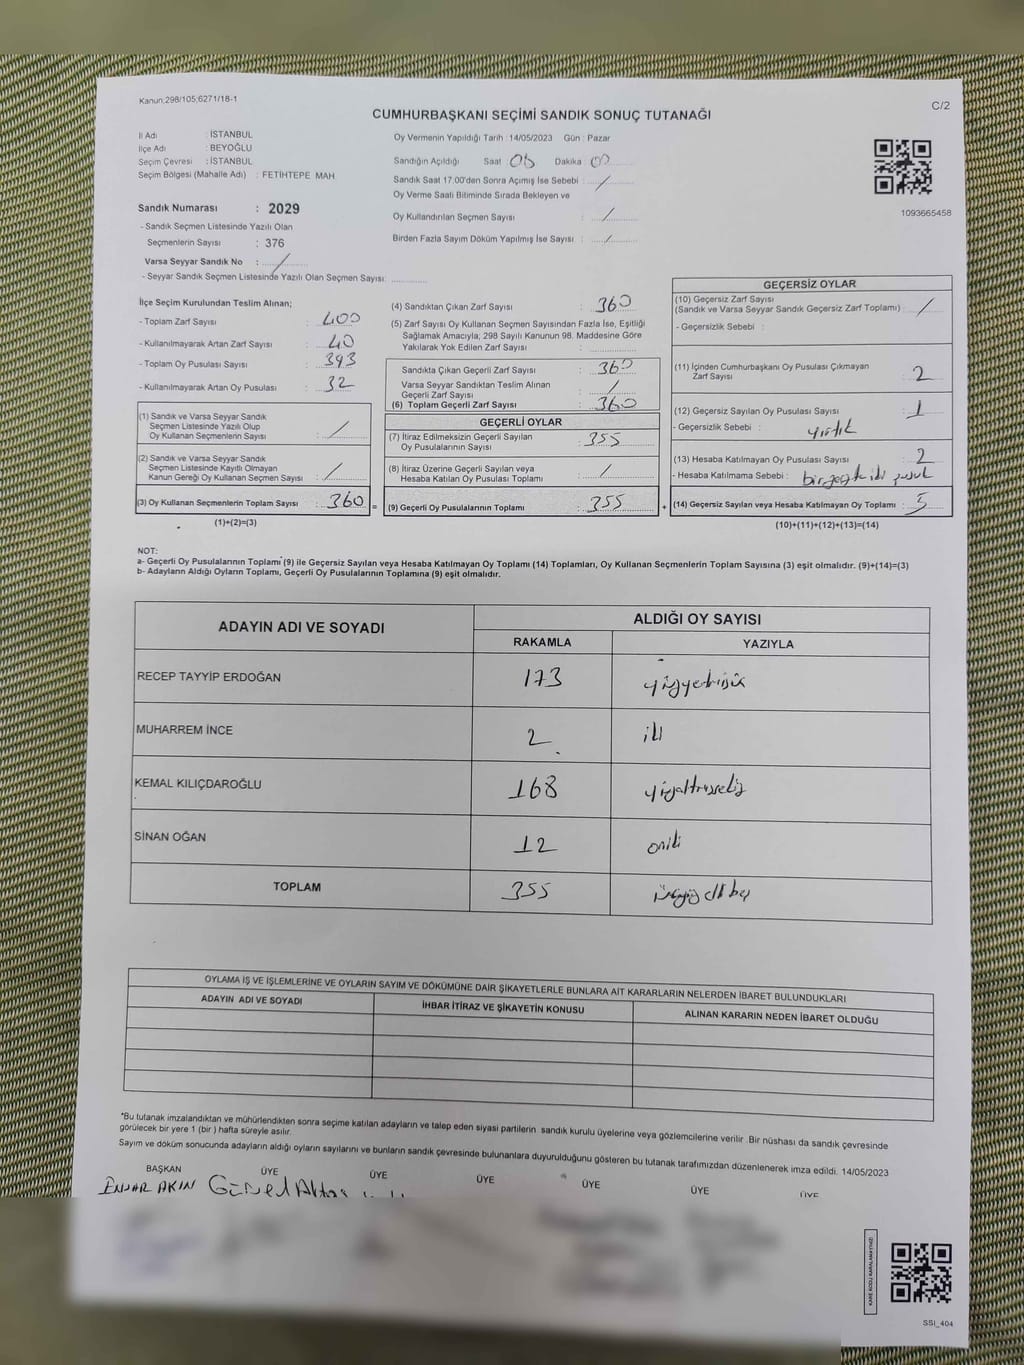 Kanun;298/105;6271/18-1
C/2
CUMHURBAŞKANI SEÇİMİ SANDIK SONUÇ TUTANAĞI
İl Adı : İSTANBUL
İlçe Adı : BEYOĞLU
Seçim Çevresi : İSTANBUL
Seçim Bölgesi (Mahalle Adı) : FETİHTEPE MAH
Sandık Numarası : 2029
- Sandık Seçmen Listesinde Yazılı Olan
Seçmenlerin Sayısı : 376
Varsa Seyyar Sandık No : /
- Seyyar Sandık Seçmen Listesinde Yazılı Olan Seçmen Sayısı:
Oy Vermenin Yapıldığı Tarih : 14/05/2023 Gün : Pazar
Sandığın Açıldığı Saat Dakika : 00
Sandık Saat 17.00'den Sonra Açımış İse Sebebi : /
Oy Verme Saati Bitiminde Sırada Bekleyen ve
Oy Kullandırılan Seçmen Sayısı : /
Birden Fazla Sayım Döküm Yapılmış İse Sayısı : /
1093665458
İlçe Seçim Kurulundan Teslim Alınan;
- Toplam Zarf Sayısı : 400
- Kullanılmayarak Artan Zarf Sayısı : 40
- Toplam Oy Pusulası Sayısı : 393
- Kullanılmayarak Artan Oy Pusulası : 32
(1) Sandık ve Varsa Seyyar Sandık
Seçmen Listesinde Yazılı Olup
Oy Kullanan Seçmenlerin Sayısı : /
(2) Sandık ve Varsa Seyyar Sandık
Seçmen Listesinde Kayıtlı Olmayan
Kanun Gereği Oy Kullanan Seçmen Sayısı : /
(3) Oy Kullanan Seçmenlerin Toplam Sayısı : 360 =
(1)+(2)=(3)
(4) Sandıktan Çıkan Zarf Sayısı : 360
(5) Zarf Sayısı Oy Kullanan Seçmen Sayısından Fazla İse, Eşitliği
Sağlamak Amacıyla; 298 Sayılı Kanunun 98. Maddesine Göre
Yakılarak Yok Edilen Zarf Sayısı :
Sandıkta Çıkan Geçerli Zarf Sayısı : 360
Varsa Seyyar Sandıktan Teslim Alınan
Geçerli Zarf Sayısı : /
(6) Toplam Geçerli Zarf Sayısı : 360
GEÇERLİ OYLAR
(7) İtiraz Edilmeksizin Geçerli Sayılan
Oy Pusulalarının Sayısı : 355
(8) İtiraz Üzerine Geçerli Sayılan veya
Hesaba Katılan Oy Pusulası Toplamı : /
(9) Geçerli Oy Pusulalarının Toplamı : 355 +
GEÇERSİZ OYLAR
(10) Geçersiz Zarf Sayısı
(Sandık ve Varsa Seyyar Sandık Geçersiz Zarf Toplamı) : /
- Geçersizlik Sebebi :
(11) İçinden Cumhurbaşkanı Oy Pusulası Çıkmayan
Zarf Sayısı : 2
(12) Geçersiz Sayılan Oy Pusulası Sayısı : 1
- Geçersizlik Sebebi : yırtık
(13) Hesaba Katılmayan Oy Pusulası Sayısı : 2
- Hesaba Katılmama Sebebi :
(14) Geçersiz Sayılan veya Hesaba Katılmayan Oy Toplamı : 5
(10)+(11)+(12)+(13)=(14)
NOT:
a- Geçerli Oy Pusulalarının Toplamı (9) ile Geçersiz Sayılan veya Hesaba Katılmayan Oy Toplamı (14) Toplamları, Oy Kullanan Seçmenlerin Toplam Sayısına (3) eşit olmalıdır. (9)+(14)=(3)
b- Adayların Aldığı Oyların Toplamı, Geçerli Oy Pusulalarının Toplamına (9) eşit olmalıdır.
ADAYIN ADI VE SOYADI
ALDIĞI OY SAYISI
RAKAMLA YAZIYLA
RECEP TAYYİP ERDOĞAN 173 yüzyetmişüç
MUHARREM İNCE 2 iki
KEMAL KILIÇDAROĞLU 168 yüzaltmışsekiz
SİNAN OĞAN 12 oniki
TOPLAM 355 üçyüz elli beş
OYLAMA İŞ VE İŞLEMLERİNE VE OYLARIN SAYIM VE DÖKÜMÜNE DAİR ŞİKAYETLERLE BUNLARA AİT KARARLARIN NELERDEN İBARET BULUNDUKLARI
ADAYIN ADI VE SOYADI
İHBAR İTİRAZ VE ŞİKAYETİN KONUSU
ALINAN KARARIN NEDEN İBARET OLDUĞU
*Bu tutanak imzalandıktan ve mühürlendikten sonra seçime katılan adayların ve talep eden siyasi partilerin sandık kurulu üyelerine veya gözlemcilerine verilir .Bir nüshası da sandık çevresinde
görülecek bir yere 1 (bir ) hafta süreyle asılır.
Sayım ve döküm sonucunda adayların aldığı oyların sayılarını ve bunların sandık çevresinde bulunanlara duyurulduğunu gösteren bu tutanak tarafımızdan düzenlenerek imza edildi. 14/05/2023
BAŞKAN ÜYE ÜYE ÜYE ÜYE ÜYE ÜYE
AKIN
KARE KODU KARALAMAYINIZ!
SSI_404